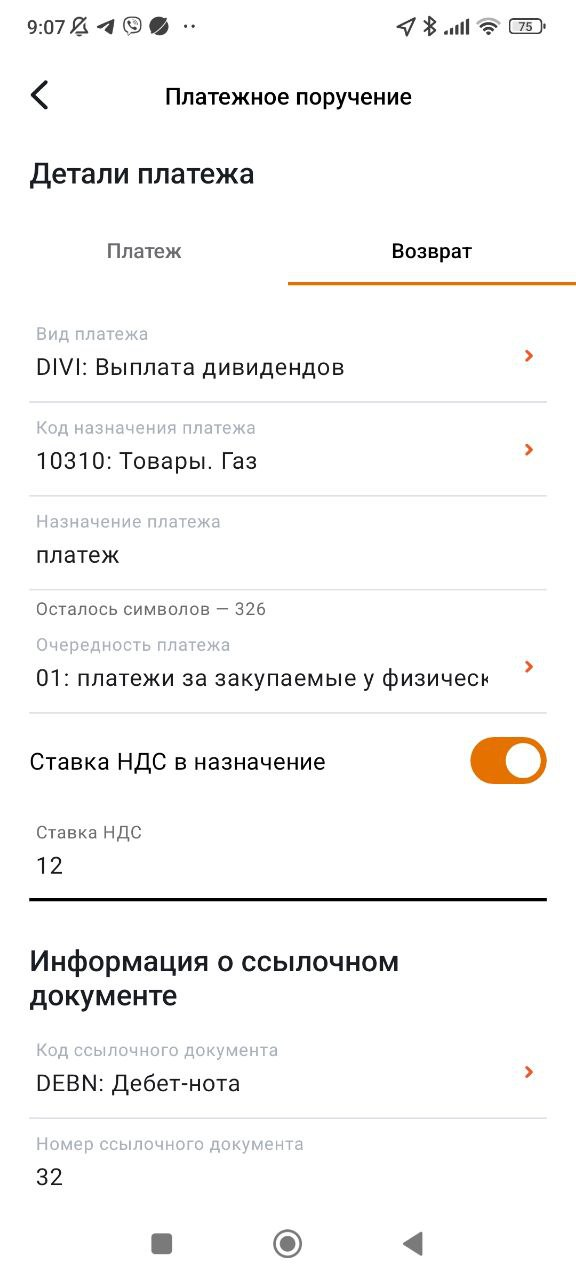 9:07
75
Платежное поручение
Детали платежа
Платеж
Возврат
Вид платежа
DIVI: Выплата дивидендов
Код назначения платежа
10310: Товары. Газ
Назначение платежа
платеж
Осталось символов — 326
Очередность платежа
01: платежи за закупаемые у физическ
Ставка НДС в назначение
Ставка НДС
12
Информация о ссылочном
документе
Код ссылочного документа
DEBN: Дебет-нота
Номер ссылочного документа
32